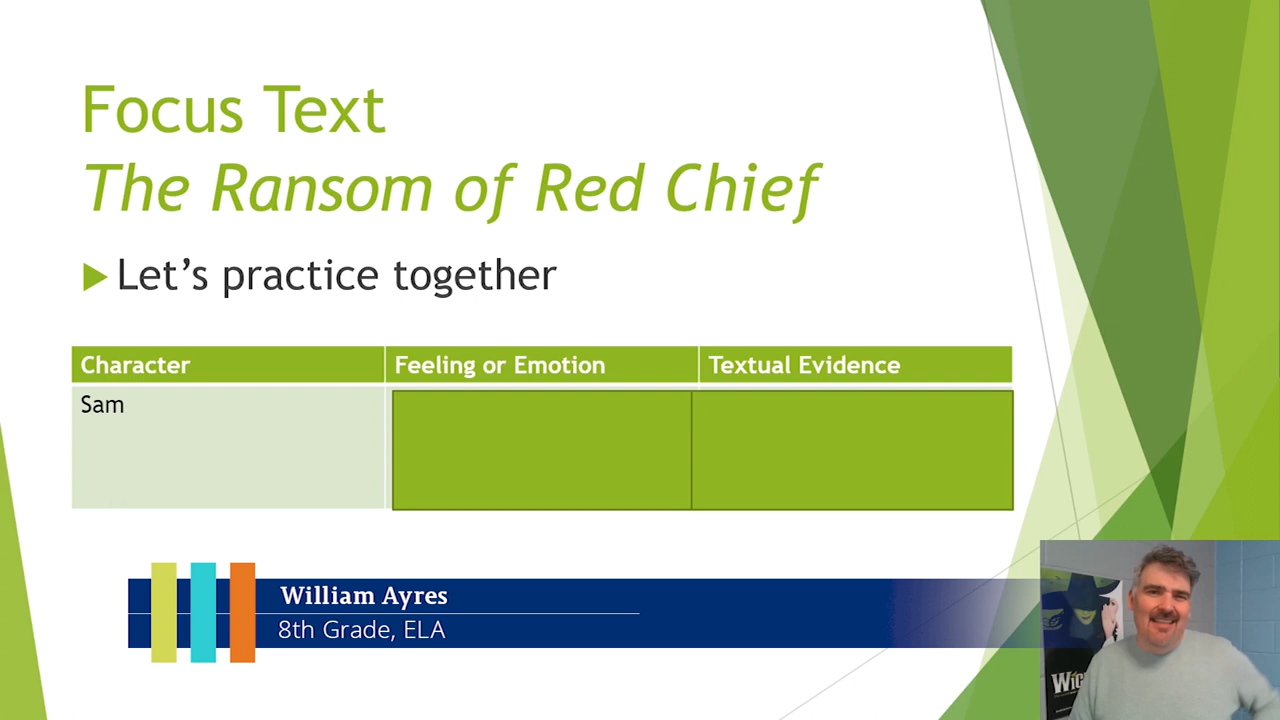 Focus Text
The Ransom of Red Chief
Let's practice together
Character Feeling or Emotion Textual Evidence
Sam
William Ayres
8th Grade, ELA